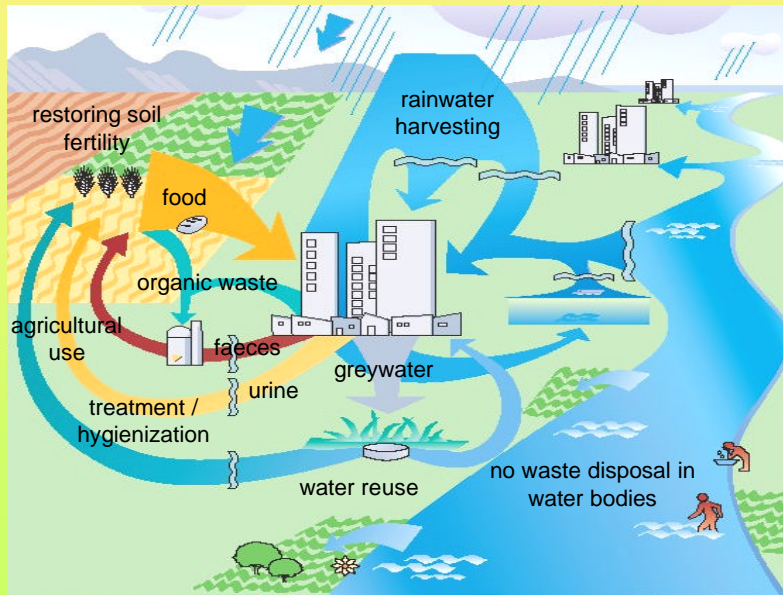 rainwater
harvesting
restoring soil
fertility
food
organic waste
agricultural
use
faeces
greywater
urine
treatment /
hygienization
water reuse
no waste disposal in
water bodies